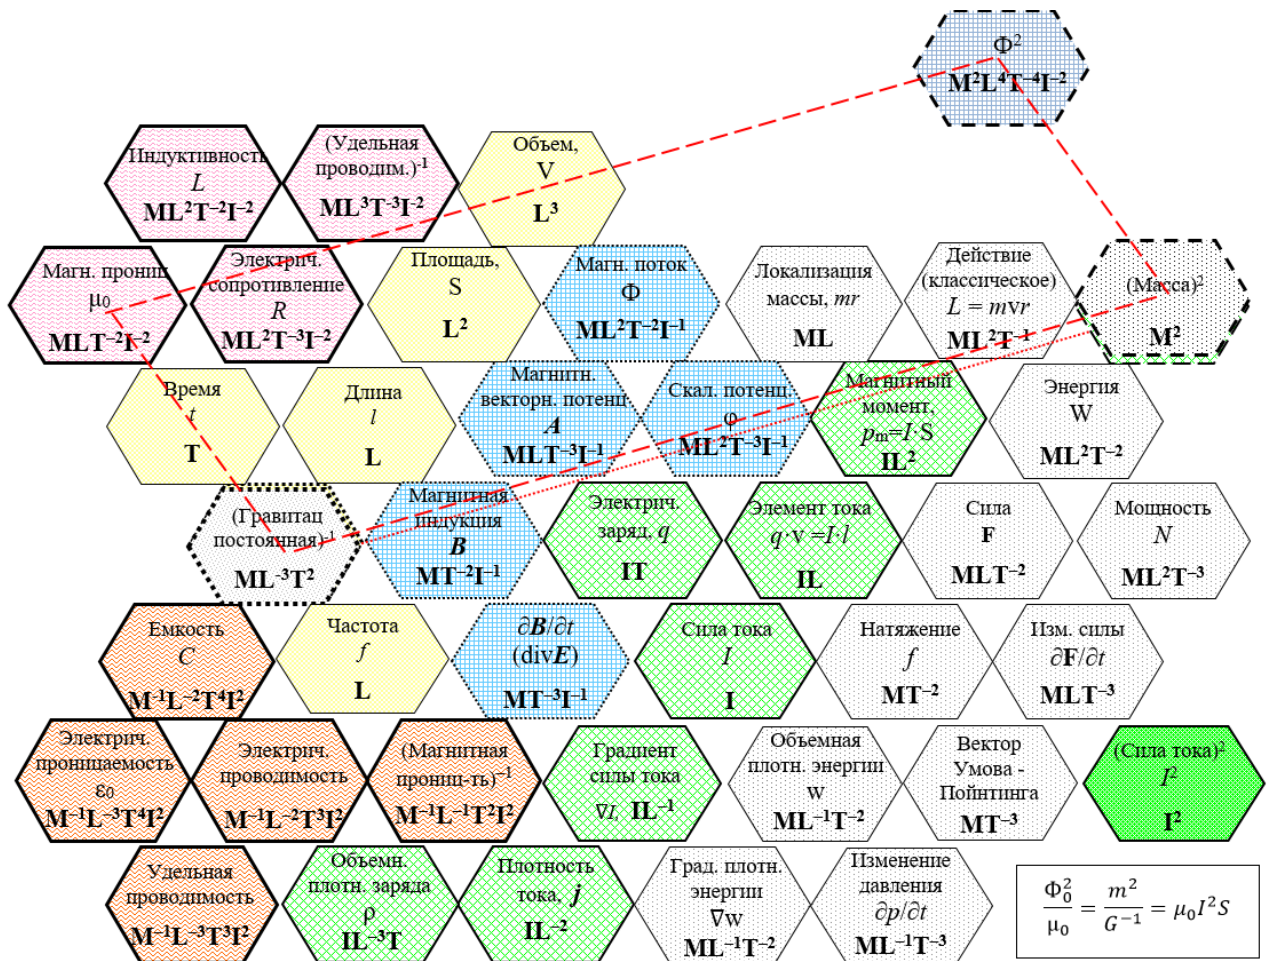 Φ²
M²L⁴T⁻⁴I⁻²
Индуктивность
L
ML²T⁻²I⁻²
(Удельная
проводим.)⁻¹
ML³T⁻³I⁻²
Объем,
V
L³
Магн. прониц
μ₀
MLT⁻²I⁻²
Электрич.
сопротивление
R
ML²T⁻³I⁻²
Площадь,
S
L²
Магн. поток
Φ
ML²T⁻²I⁻¹
Локализация
массы, mr
ML
Действие
(классическое)
L = mvr
ML²T⁻¹
(Масса)²
M²
Время
t
T
Длина
l
L
Магнитн.
векторн. потенц
A
MLT⁻³I⁻¹
Скал. потенц.
φ
ML²T⁻³I⁻¹
Магнитный
момент,
pₘ=I·S
IL²
Энергия
W
ML²T⁻²
(Гравитац
постоянная)⁻¹
ML⁻³T²
Магнитная
индукция
B
MT⁻²I⁻¹
Электрич.
заряд, q
IT
Элемент тока
q·v =I·l
IL
Сила
F
MLT⁻²
Мощность
N
ML²T⁻³
Емкость
C
M⁻¹L⁻²T⁴I²
Частота
f
L
∂B/∂t
(divE)
MT⁻³I⁻¹
Сила тока
I
I
Натяжение
f
MT⁻²
Изм. силы
∂F/∂t
MLT⁻³
Электрич.
проницаемость
ε₀
M⁻¹L⁻³T⁴I²
Электрич.
проводимость
M⁻¹L⁻²T³I²
(Магнитная
прониц-ть)⁻¹
M⁻¹L⁻¹T²I²
Градиент
силы тока
∇I, IL⁻¹
Объемная
плотн. энергии
w
ML⁻¹T⁻²
Вектор
Умова -
Пойнтинга
MT⁻³
(Сила тока)²
I²
I²
Удельная
проводимость
M⁻¹L⁻³T³I²
Объемн.
плотн. заряда
ρ
IL⁻³T
Плотность
тока, j
IL⁻²
Град. плотн.
энергии
∇w
ML⁻¹T⁻²
Изменение
давления
∂p/∂t
ML⁻¹T⁻³
Φ₀²/μ₀ = m²/G⁻¹ = μ₀I²S